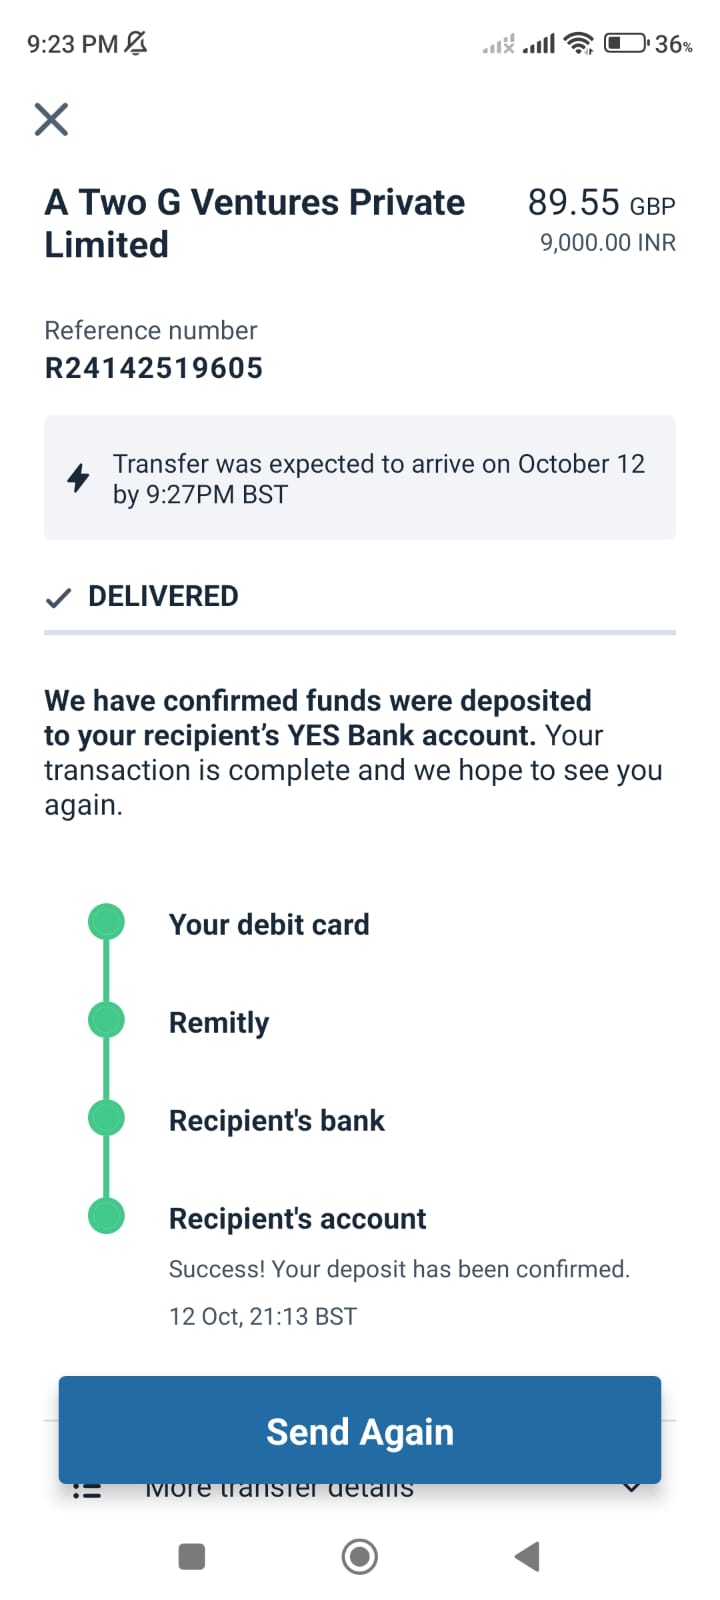 9:23 PM 36%
A Two G Ventures Private 89.55 GBP
Limited 9,000.00 INR
Reference number
R24142519605
Transfer was expected to arrive on October 12
by 9:27PM BST
DELIVERED
We have confirmed funds were deposited
to your recipient’s YES Bank account. Your
transaction is complete and we hope to see you
again.
Your debit card
Remitly
Recipient's bank
Recipient's account
Success! Your deposit has been confirmed.
12 Oct, 21:13 BST
Send Again
More transfer details